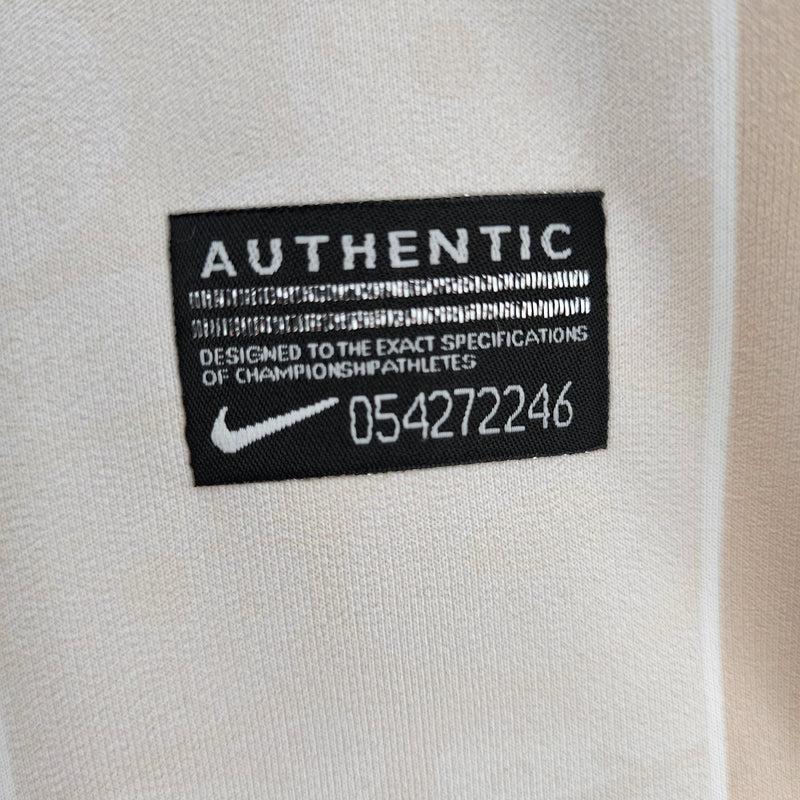 AUTHENTIC
DESIGNED TO THE EXACT SPECIFICATIONS
OF CHAMPIONSHIPATHLETES
054272246